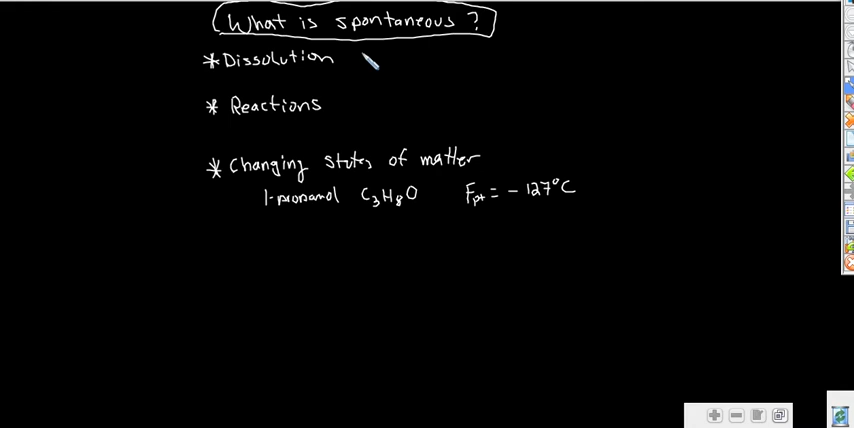 What is spontaneous?
* Dissolution
* Reactions
* Changing states of matter
1-propanol C₃H₈O Fpt = -127°C